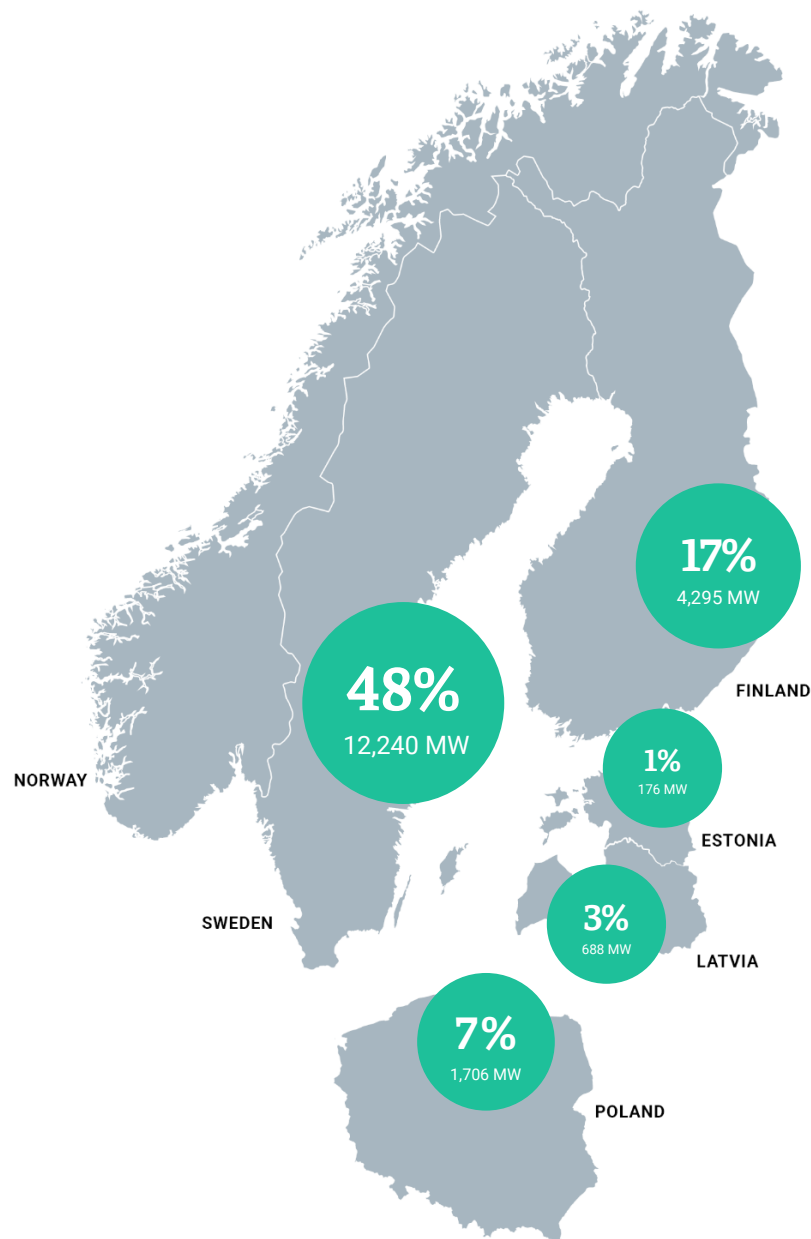 17%
4,295 MW
FINLAND
48%
12,240 MW
NORWAY
1%
176 MW
ESTONIA
SWEDEN
3%
688 MW
LATVIA
7%
1,706 MW
POLAND